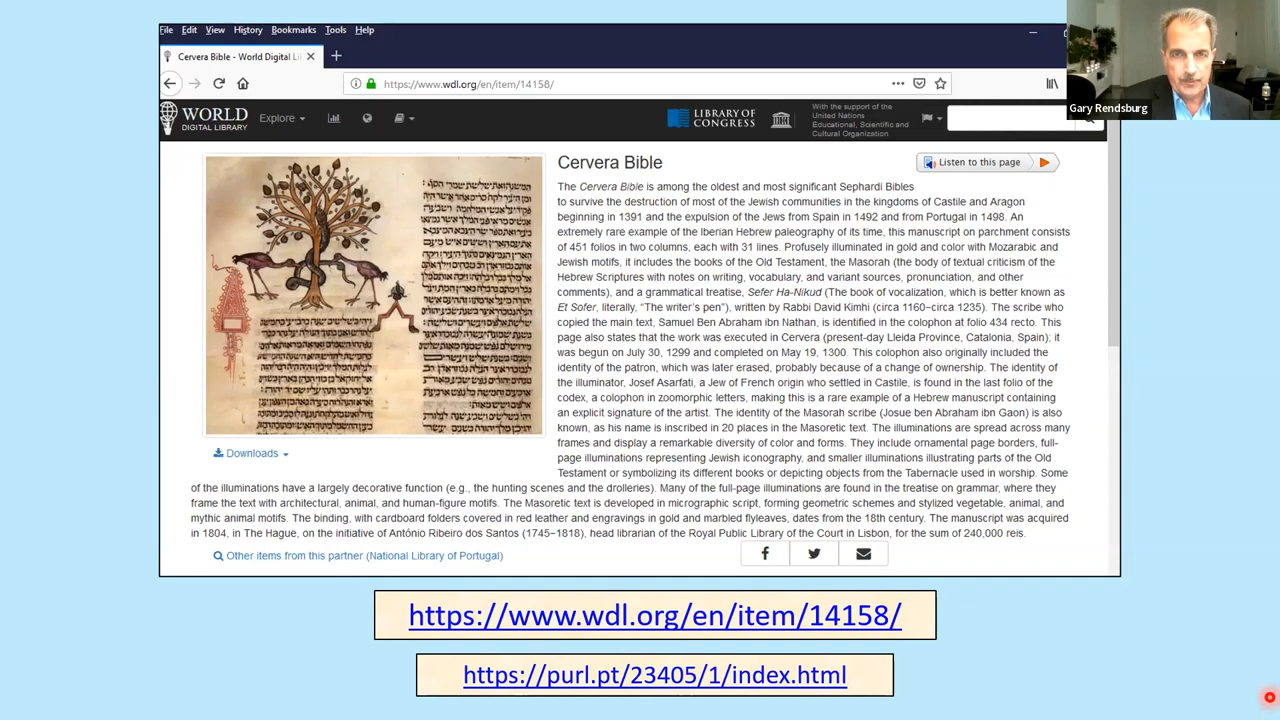 File Edit View History Bookmarks Tools Help
Cervera Bible - World Digital Li
https://www.wdl.org/en/item/14158/
WORLD
DIGITAL LIBRARY
Explore
LIBRARY OF
CONGRESS
With the support of the
United Nations
Educational, Scientific and
Cultural Organization
Gary Rendsburg
Cervera Bible
Listen to this page
The Cervera Bible is among the oldest and most significant Sephardi Bibles
to survive the destruction of most of the Jewish communities in the kingdoms of Castile and Aragon
beginning in 1391 and the expulsion of the Jews from Spain in 1492 and from Portugal in 1498. An
extremely rare example of the Iberian Hebrew paleography of its time, this manuscript on parchment consists
of 451 folios in two columns, each with 31 lines. Profusely illuminated in gold and color with Mozarabic and
Jewish motifs, it includes the books of the Old Testament, the Masorah (the body of textual criticism of the
Hebrew Scriptures with notes on writing, vocabulary, and variant sources, pronunciation, and other
comments), and a grammatical treatise, Sefer Ha-Nikud (The book of vocalization, which is better known as
Et Sofer, literally, “The writer's pen”), written by Rabbi David Kimhi (circa 1160−circa 1235). The scribe who
copied the main text, Samuel Ben Abraham ibn Nathan, is identified in the colophon at folio 434 recto. This
page also states that the work was executed in Cervera (present-day Lleida Province, Catalonia, Spain); it
was begun on July 30, 1299 and completed on May 19, 1300. This colophon also originally included the
identity of the patron, which was later erased, probably because of a change of ownership. The identity of
the illuminator, Josef Asarfati, a Jew of French origin who settled in Castile, is found in the last folio of the
codex, a colophon in zoomorphic letters, making this is a rare example of a Hebrew manuscript containing
an explicit signature of the artist. The identity of the Masorah scribe (Josue ben Abraham ibn Gaon) is also
known, as his name is inscribed in 20 places in the Masoretic text. The illuminations are spread across many
frames and display a remarkable diversity of color and forms. They include ornamental page borders, full-
page illuminations representing Jewish iconography, and smaller illuminations illustrating parts of the Old
Testament or symbolizing its different books or depicting objects from the Tabernacle used in worship. Some
of the illuminations have a largely decorative function (e.g., the hunting scenes and the drolleries). Many of the full-page illuminations are found in the treatise on grammar, where they
frame the text with architectural, animal, and human-figure motifs. The Masoretic text is developed in micrographic script, forming geometric schemes and stylized vegetable, animal, and
mythic animal motifs. The binding, with cardboard folders covered in red leather and engravings in gold and marbled flyleaves, dates from the 18th century. The manuscript was acquired
in 1804, in The Hague, on the initiative of António Ribeiro dos Santos (1745–1818), head librarian of the Royal Public Library of the Court in Lisbon, for the sum of 240,000 reis.
Downloads
Other items from this partner (National Library of Portugal)
https://www.wdl.org/en/item/14158/
https://purl.pt/23405/1/index.html